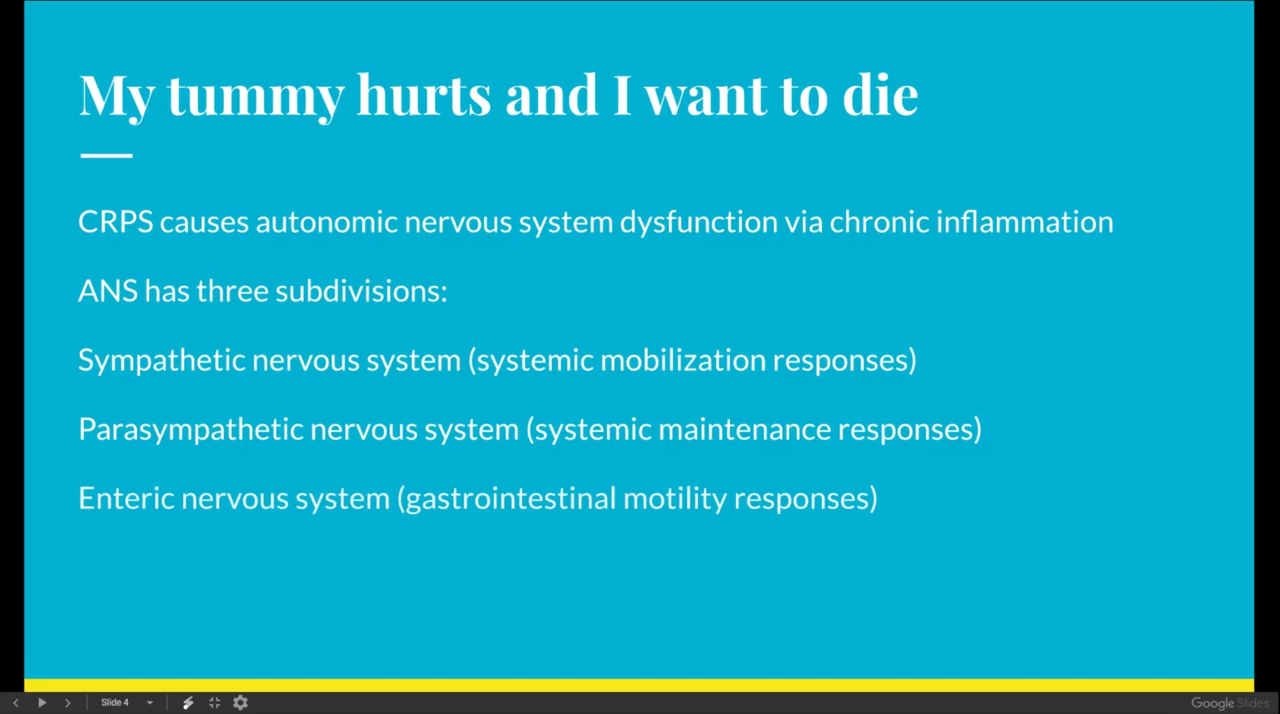 My tummy hurts and I want to die
CRPS causes autonomic nervous system dysfunction via chronic inflammation
ANS has three subdivisions:
Sympathetic nervous system (systemic mobilization responses)
Parasympathetic nervous system (systemic maintenance responses)
Enteric nervous system (gastrointestinal motility responses)
Slide 4
Google Slides